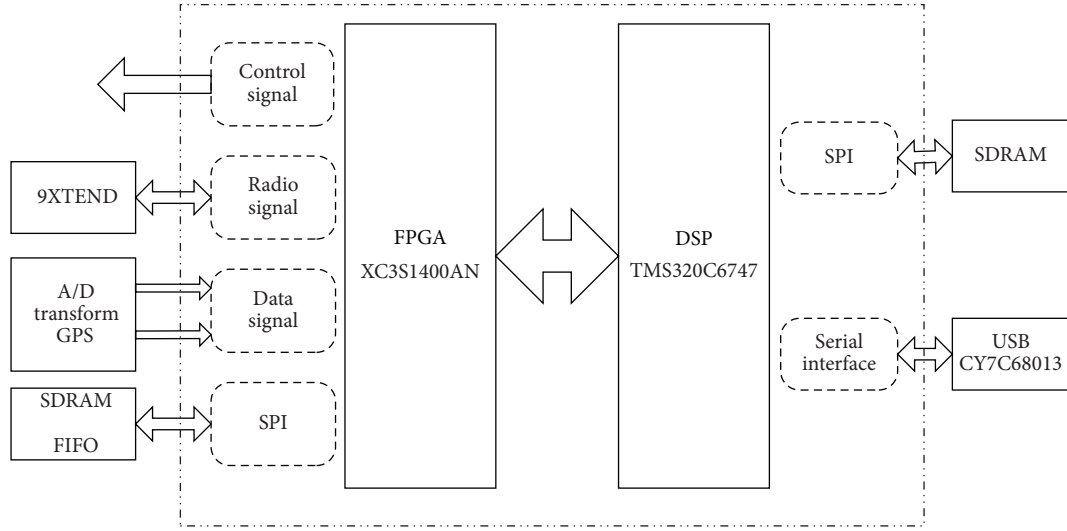 Control
signal
9XTEND
Radio
signal
A/D
transform
GPS
Data
signal
SDRAM
FIFO
SPI
FPGA
XC3S1400AN
DSP
TMS320C6747
SPI
SDRAM
Serial
interface
USB
CY7C68013